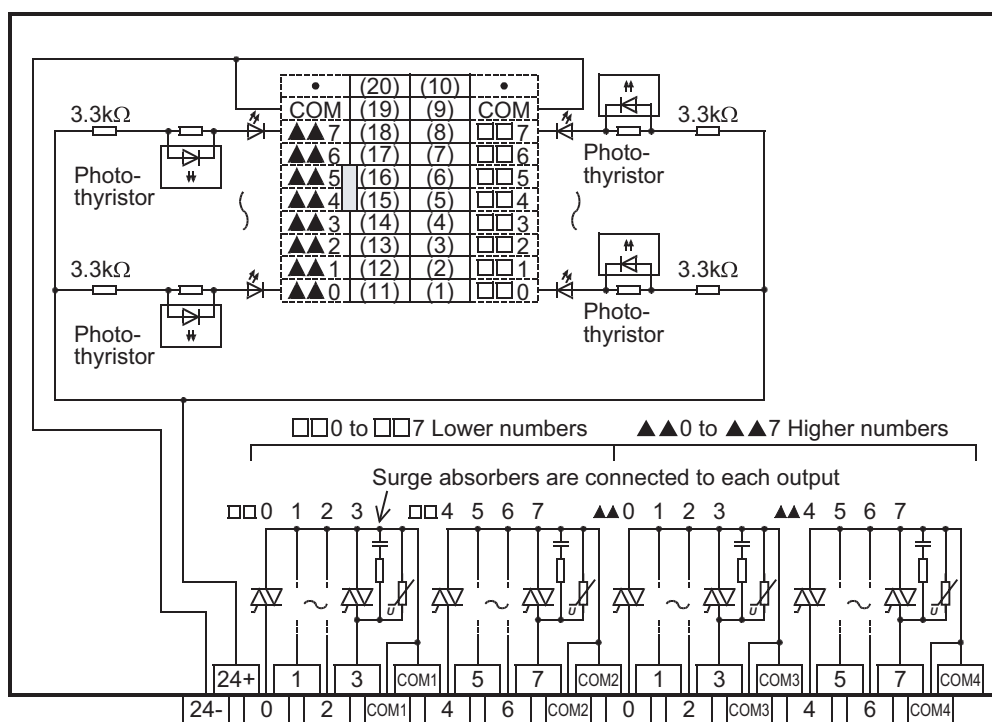 • (20) (10) •
COM (19) (9) COM
3.3kΩ ▲▲7 (18) (8) □□7 3.3kΩ
▲▲6 (17) (7) □□6
Photo-
thyristor
Photo-
thyristor
▲▲5 (16) (6) □□5
▲▲4 (15) (5) □□4
▲▲3 (14) (4) □□3
▲▲2 (13) (3) □□2
3.3kΩ ▲▲1 (12) (2) □□1 3.3kΩ
▲▲0 (11) (1) □□0
Photo-
thyristor
Photo-
thyristor
□□0 to □□7 Lower numbers ▲▲0 to ▲▲7 Higher numbers
Surge absorbers are connected to each output
□□0 1 2 3 □□4 5 6 7 ▲▲0 1 2 3 ▲▲4 5 6 7
U U U U
24+ 1 3 COM1 5 7 COM2 1 3 COM3 5 7 COM4
24- 0 2 COM1 4 6 COM2 0 2 COM3 4 6 COM4